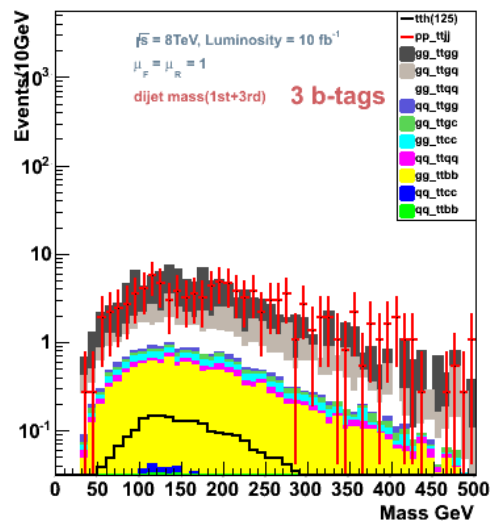 Events/10GeV
10³
10²
10
1
10⁻¹
√s = 8TeV, Luminosity = 10 fb⁻¹
μF = μR = 1
dijet mass(1st+3rd) 3 b-tags
tth(125)
pp_ttjj
gg_ttgg
gq_ttgq
gg_ttqq
qq_ttgg
gq_ttgc
gg_ttcc
qq_ttqq
gg_ttbb
qq_ttcc
qq_ttbb
0 50 100 150 200 250 300 350 400 450 500
Mass GeV